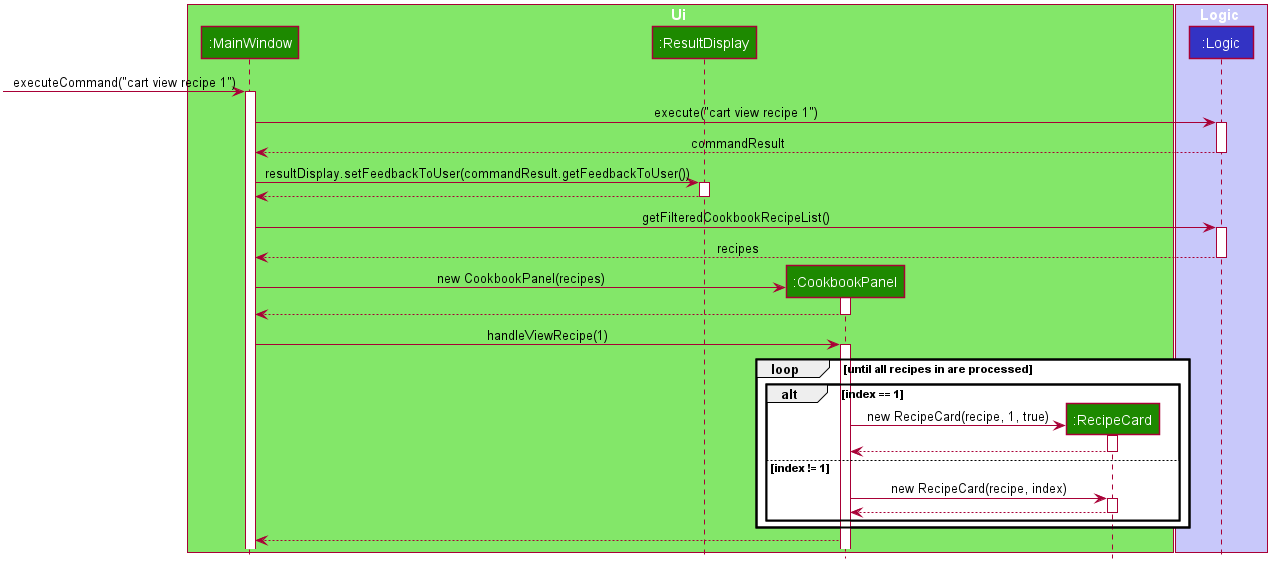 Ui
Logic
:MainWindow
:ResultDisplay
:Logic
executeCommand("cart view recipe 1")
execute("cart view recipe 1")
commandResult
resultDisplay.setFeedbackToUser(commandResult.getFeedbackToUser())
getFilteredCookbookRecipeList()
recipes
new CookbookPanel(recipes)
:CookbookPanel
handleViewRecipe(1)
loop
[until all recipes in are processed]
alt
[index == 1]
new RecipeCard(recipe, 1, true)
:RecipeCard
[index != 1]
new RecipeCard(recipe, index)